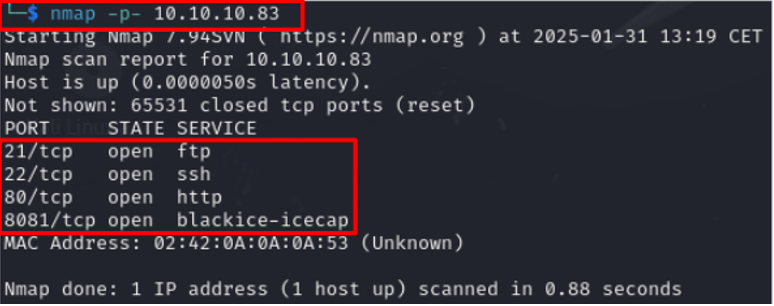 └─$ nmap -p- 10.10.10.83
Starting Nmap 7.94SVN ( https://nmap.org ) at 2025-01-31 13:19 CET
Nmap scan report for 10.10.10.83
Host is up (0.0000050s latency).
Not shown: 65531 closed tcp ports (reset)
PORT     STATE SERVICE
21/tcp   open  ftp
22/tcp   open  ssh
80/tcp   open  http
8081/tcp open  blackice-icecap
MAC Address: 02:42:0A:0A:0A:53 (Unknown)
Nmap done: 1 IP address (1 host up) scanned in 0.88 seconds